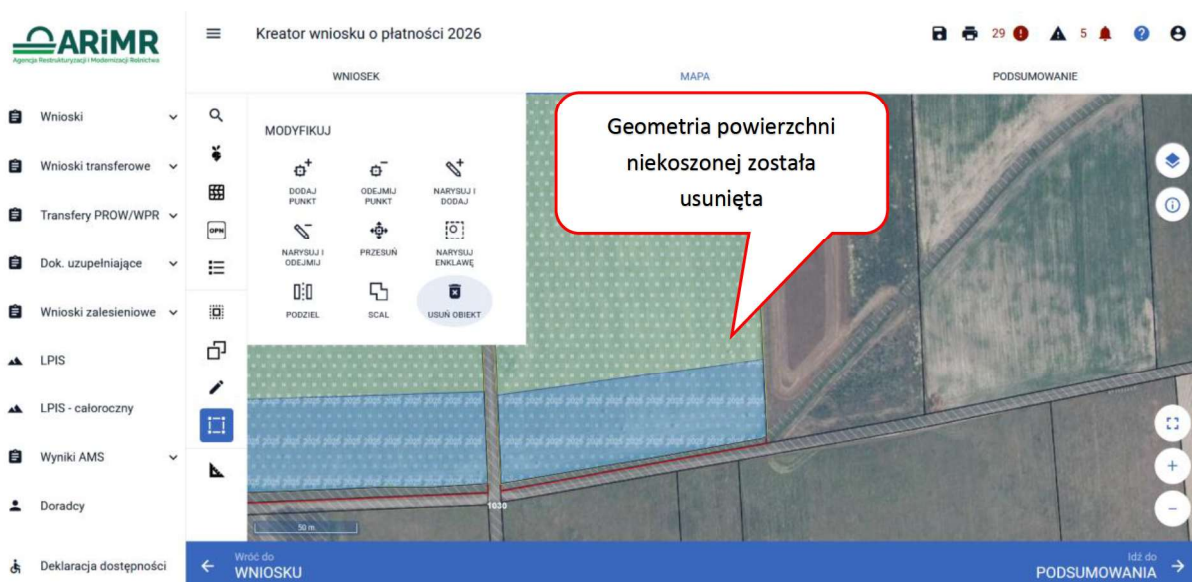 ARiMR
Agencja Restrukturyzacji i Modernizacji Rolnictwa
Kreator wniosku o płatności 2026
29
5
WNIOSEK
MAPA
PODSUMOWANIE
Wnioski
Wnioski transferowe
Transfery PROW/WPR
Dok. uzupełniające
Wnioski zalesieniowe
LPIS
LPIS - całoroczny
Wyniki AMS
Doradcy
Deklaracja dostępności
OPN
MODYFIKUJ
DODAJ
PUNKT
ODEJMIJ
PUNKT
NARYSUJ I
DODAJ
NARYSUJ I
ODEJMIJ
PRZESUŃ
NARYSUJ
ENKLAWĘ
PODZIEL
SCAL
USUŃ OBIEKT
Geometria powierzchni
niekoszonej została
usunięta
1030
50 m
Wróć do
WNIOSKU
Idź do
PODSUMOWANIA